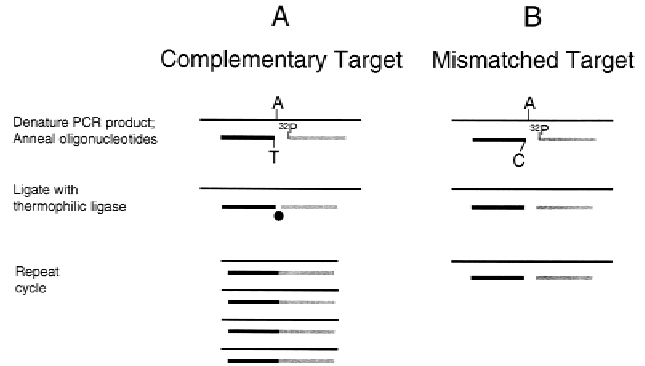 A
B
Complementary Target
Mismatched Target
A
A
Denature PCR product;
Anneal oligonucleotides
32P
32P
T
C
Ligate with
thermophilic ligase
Repeat
cycle